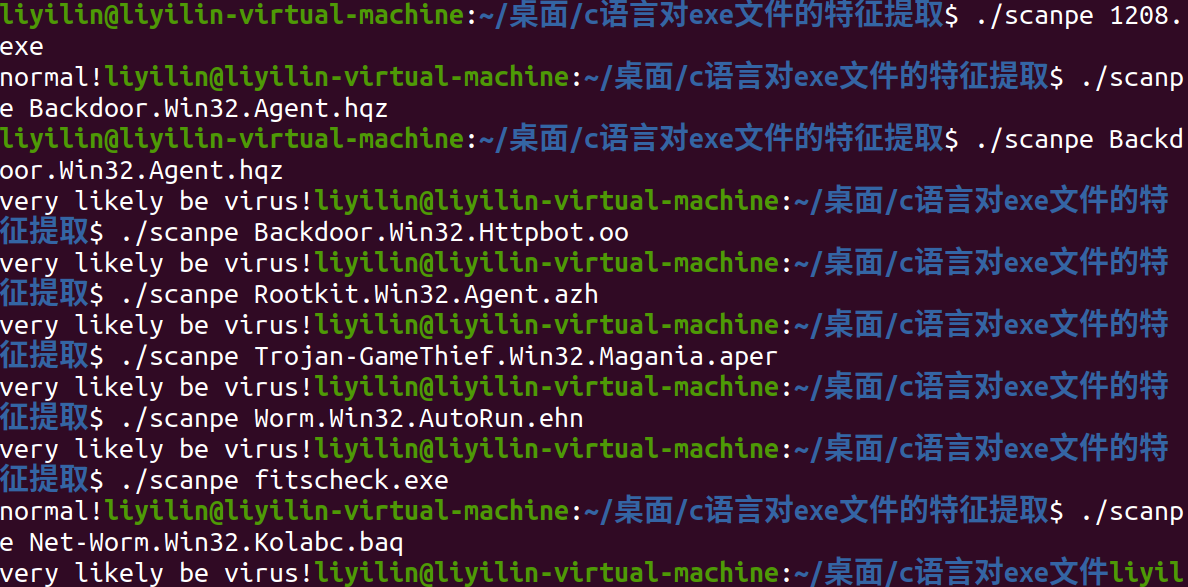 liyilin@liyilin-virtual-machine:~/桌面/c语言对exe文件的特征提取$ ./scanpe 1208.
exe
normal!liyilin@liyilin-virtual-machine:~/桌面/c语言对exe文件的特征提取$ ./scanp
e Backdoor.Win32.Agent.hqz
liyilin@liyilin-virtual-machine:~/桌面/c语言对exe文件的特征提取$ ./scanpe Backd
oor.Win32.Agent.hqz
very likely be virus!liyilin@liyilin-virtual-machine:~/桌面/c语言对exe文件的特
征提取$ ./scanpe Backdoor.Win32.Httpbot.oo
very likely be virus!liyilin@liyilin-virtual-machine:~/桌面/c语言对exe文件的特
征提取$ ./scanpe Rootkit.Win32.Agent.azh
very likely be virus!liyilin@liyilin-virtual-machine:~/桌面/c语言对exe文件的特
征提取$ ./scanpe Trojan-GameThief.Win32.Magania.aper
very likely be virus!liyilin@liyilin-virtual-machine:~/桌面/c语言对exe文件的特
征提取$ ./scanpe Worm.Win32.AutoRun.ehn
very likely be virus!liyilin@liyilin-virtual-machine:~/桌面/c语言对exe文件的特
征提取$ ./scanpe fitscheck.exe
normal!liyilin@liyilin-virtual-machine:~/桌面/c语言对exe文件的特征提取$ ./scanp
e Net-Worm.Win32.Kolabc.baq
very likely be virus!liyilin@liyilin-virtual-machine:~/桌面/c语言对exe文件liyil